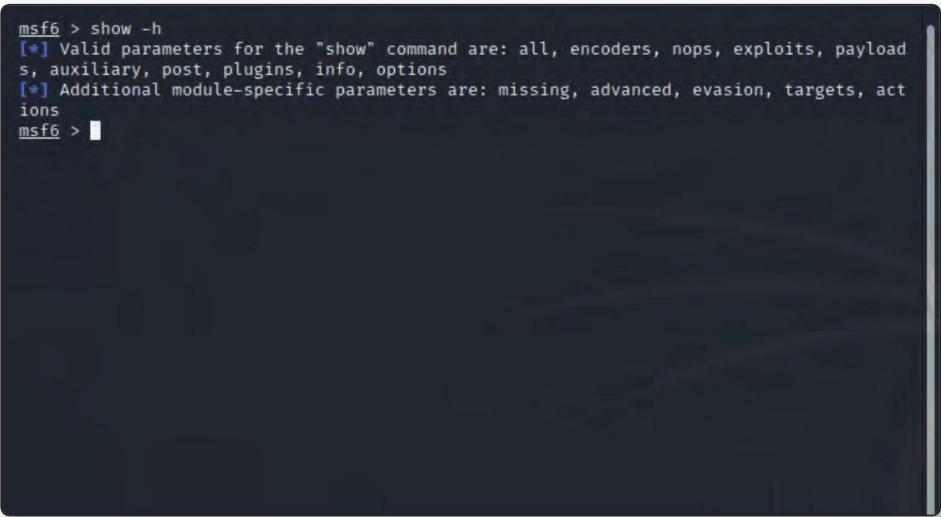 msf6 > show -h
[*] Valid parameters for the "show" command are: all, encoders, nops, exploits, payload
s, auxiliary, post, plugins, info, options
[*] Additional module-specific parameters are: missing, advanced, evasion, targets, act
ions
msf6 >